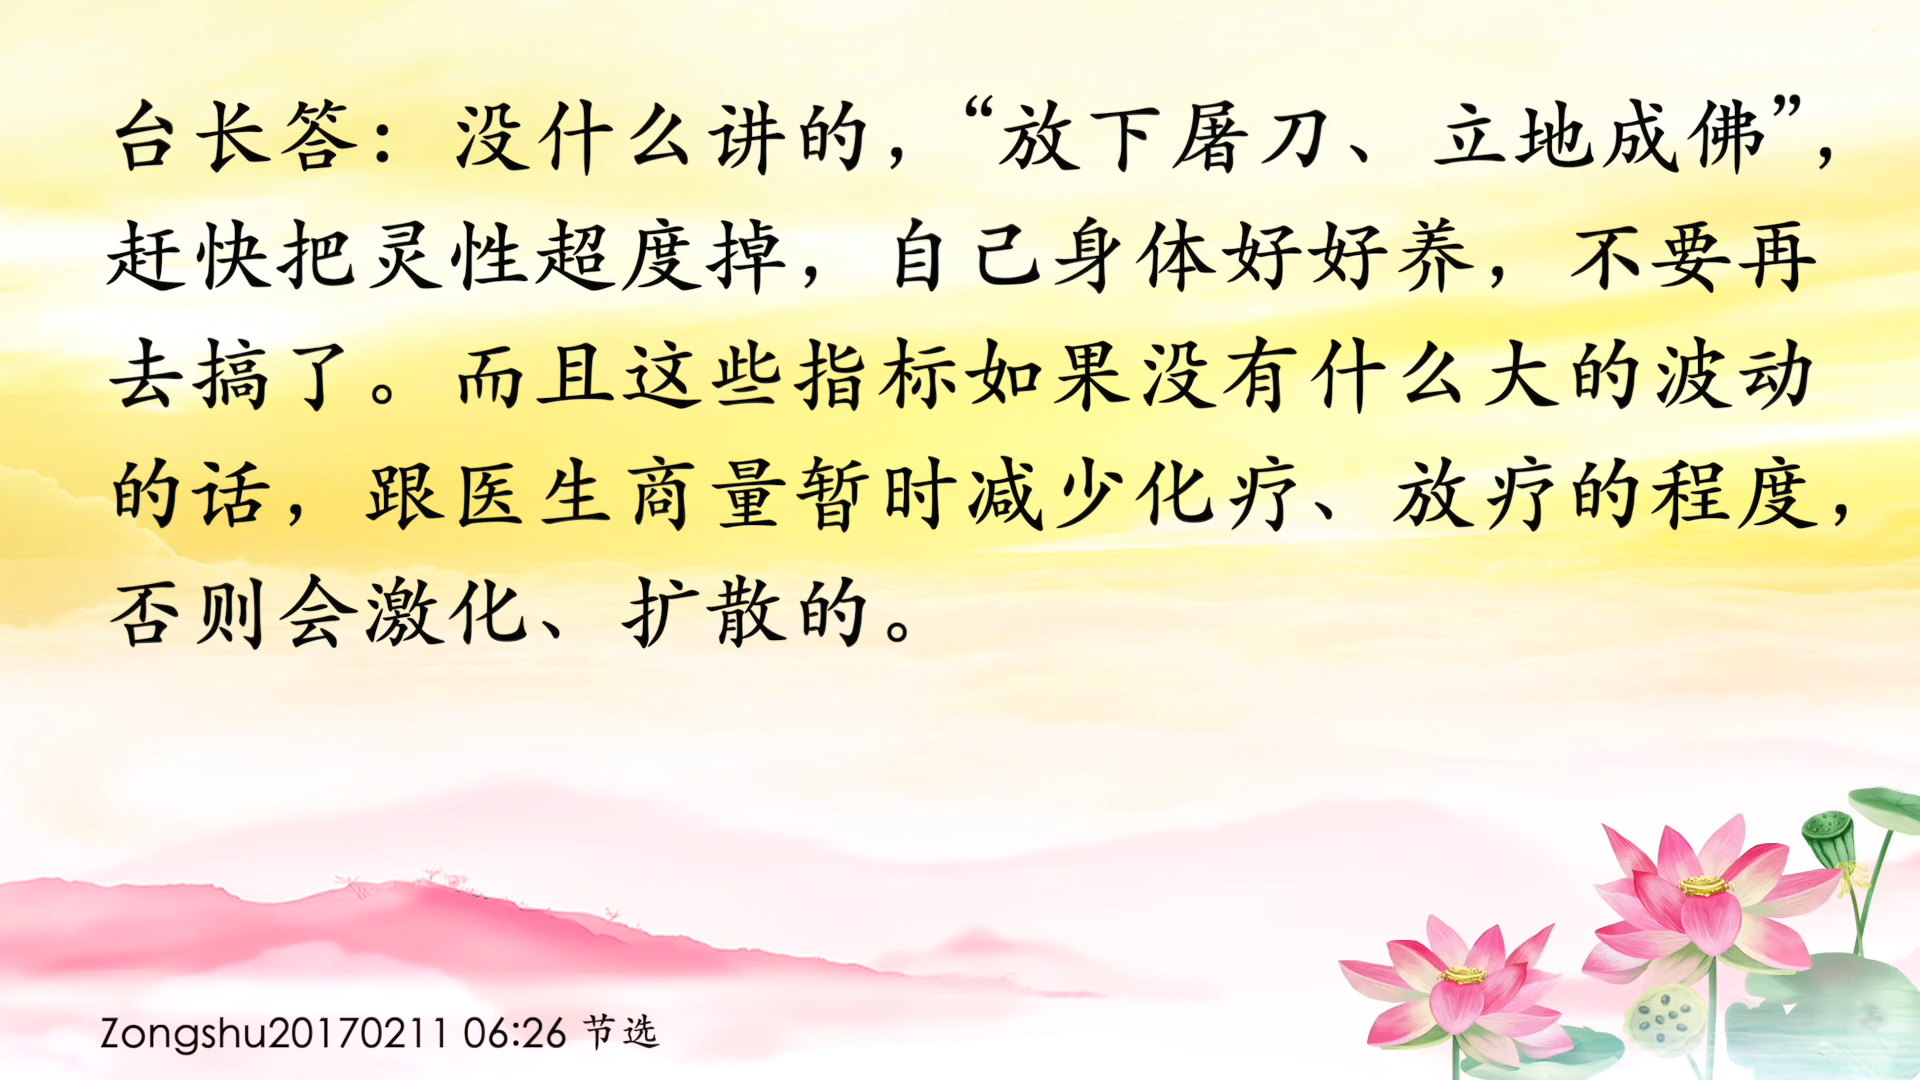 台长答：没什么讲的，“放下屠刀、立地成佛”，
赶快把灵性超度掉，自己身体好好养，不要再
去搞了。而且这些指标如果没有什么大的波动
的话，跟医生商量暂时减少化疗、放疗的程度，
否则会激化、扩散的。
Zongshu20170211 06:26 节选